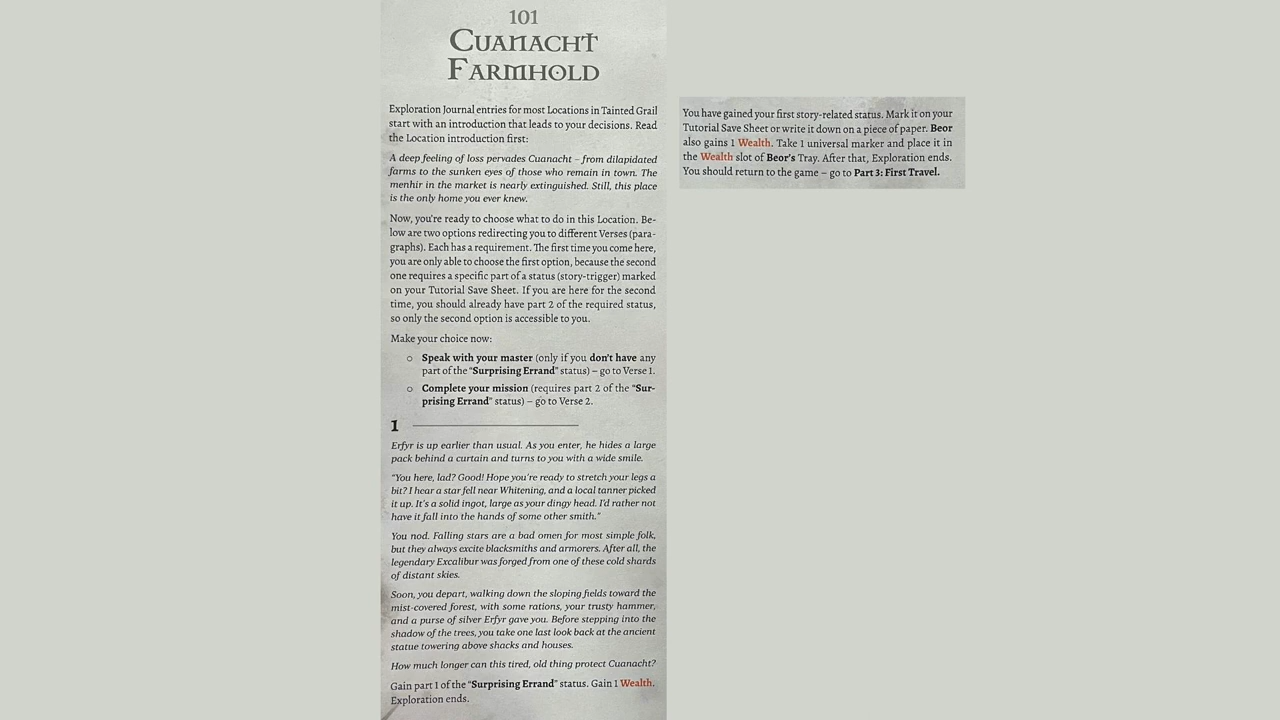 101
Cuanacht
Farmhold
Exploration Journal entries for most Locations in Tainted Grail
start with an introduction that leads to your decisions. Read
the Location introduction first:
A deep feeling of loss pervades Cuanacht – from dilapidated
farms to the sunken eyes of those who remain in town. The
menhir in the market is nearly extinguished. Still, this place
is the only home you ever knew.
Now, you're ready to choose what to do in this Location. Be-
low are two options redirecting you to different Verses (para-
graphs). Each has a requirement. The first time you come here,
you are only able to choose the first option, because the second
one requires a specific part of a status (story-trigger) marked
on your Tutorial Save Sheet. If you are here for the second
time, you should already have part 2 of the required status,
so only the second option is accessible to you.
Make your choice now:
○ Speak with your master (only if you don't have any
part of the “Surprising Errand” status) – go to Verse 1.
○ Complete your mission (requires part 2 of the “Sur-
prising Errand” status) – go to Verse 2.
1
Erfyr is up earlier than usual. As you enter, he hides a large
pack behind a curtain and turns to you with a wide smile.
“You here, lad? Good! Hope you're ready to stretch your legs a
bit? I hear a star fell near Whitening, and a local tanner picked
it up. It's a solid ingot, large as your dingy head. I'd rather not
have it fall into the hands of some other smith.”
You nod. Falling stars are a bad omen for most simple folk,
but they always excite blacksmiths and armorers. After all, the
legendary Excalibur was forged from one of these cold shards
of distant skies.
Soon, you depart, walking down the sloping fields toward the
mist-covered forest, with some rations, your trusty hammer,
and a purse of silver Erfyr gave you. Before stepping into the
shadow of the trees, you take one last look back at the ancient
statue towering above shacks and houses.
How much longer can this tired, old thing protect Cuanacht?
Gain part 1 of the “Surprising Errand” status. Gain 1 Wealth.
Exploration ends.
You have gained your first story-related status. Mark it on your
Tutorial Save Sheet or write it down on a piece of paper. Beor
also gains 1 Wealth. Take 1 universal marker and place it in
the Wealth slot of Beor's Tray. After that, Exploration ends.
You should return to the game – go to Part 3: First Travel.